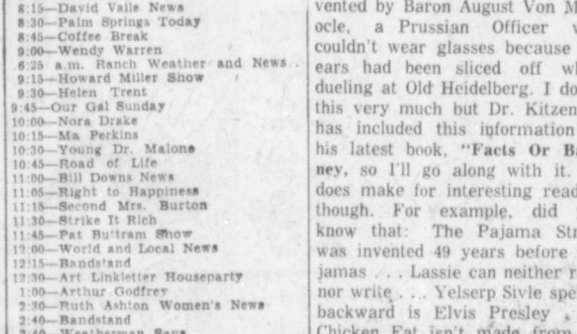 8:15—David Vaile News
8:30—Palm Springs Today
8:45—Coffee Break
9:00—Wendy Warren
6:25 a.m. Ranch Weather and News..
9:15—Howard Miller Show
9:30—Helen Trent
9:45—Our Gal Sunday
10:00—Nora Drake
10:15—Ma Perkins
10:30—Young Dr. Malone
10:45—Road of Life
11:00—Bill Downs News
11:05—Right to Happiness
11:15—Second Mrs. Burton
11:30—Strike It Rich
11:45—Pat Buttram Show
12:00—World and Local News
12:15—Bandstand
12:30—Art Linkletter Houseparty
1:00—Arthur Godfrey
2:30—Ruth Ashton Women's News
2:40—Bandstand
Weatherman Says
vented by Baron August Von M
ocle, a Prussian Officer
couldn't wear glasses because
ears had been sliced off
dueling at Old Heidelberg. I do
this very much but Dr. Kitzen
has included this information
his latest book, "Facts Or B
ney, so I'll go along with it.
does make for interesting read
though. For example, did
know that: The Pajama St
was invented 49 years before
jamas . . . Lassie can neither r
nor write . . . Yelserp Sivle spe
backward is Elvis Presley .
Chicken Fat isn't made from